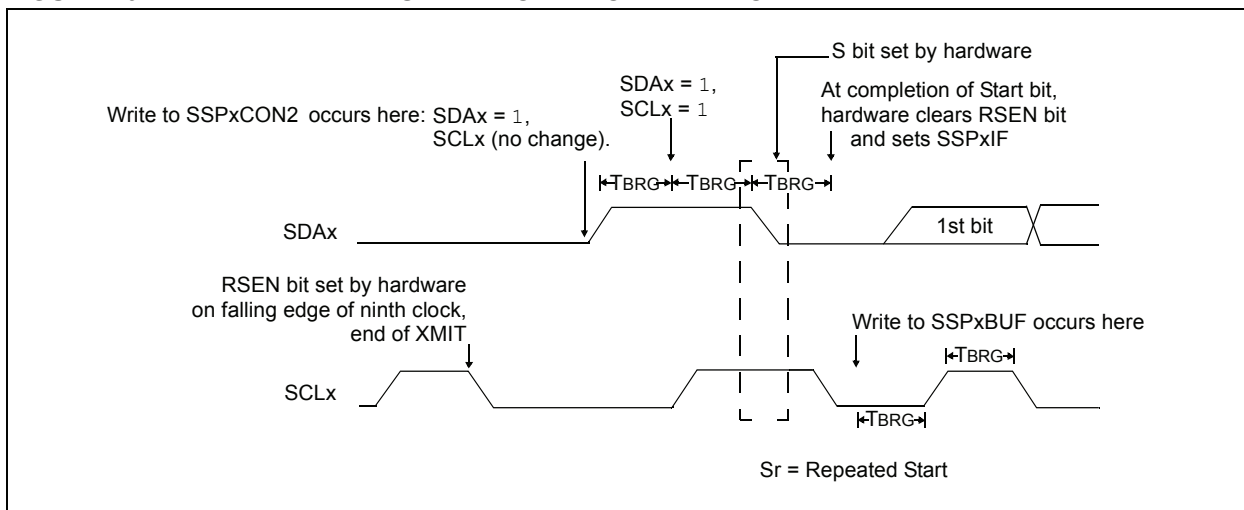 S bit set by hardware
SDAx = 1,
SCLx = 1
At completion of Start bit,
hardware clears RSEN bit
and sets SSPxIF
Write to SSPxCON2 occurs here: SDAx = 1,
SCLx (no change).
TBRG TBRG TBRG
SDAx
1st bit
RSEN bit set by hardware
on falling edge of ninth clock,
end of XMIT
Write to SSPxBUF occurs here
TBRG
SCLx
TBRG
Sr = Repeated Start